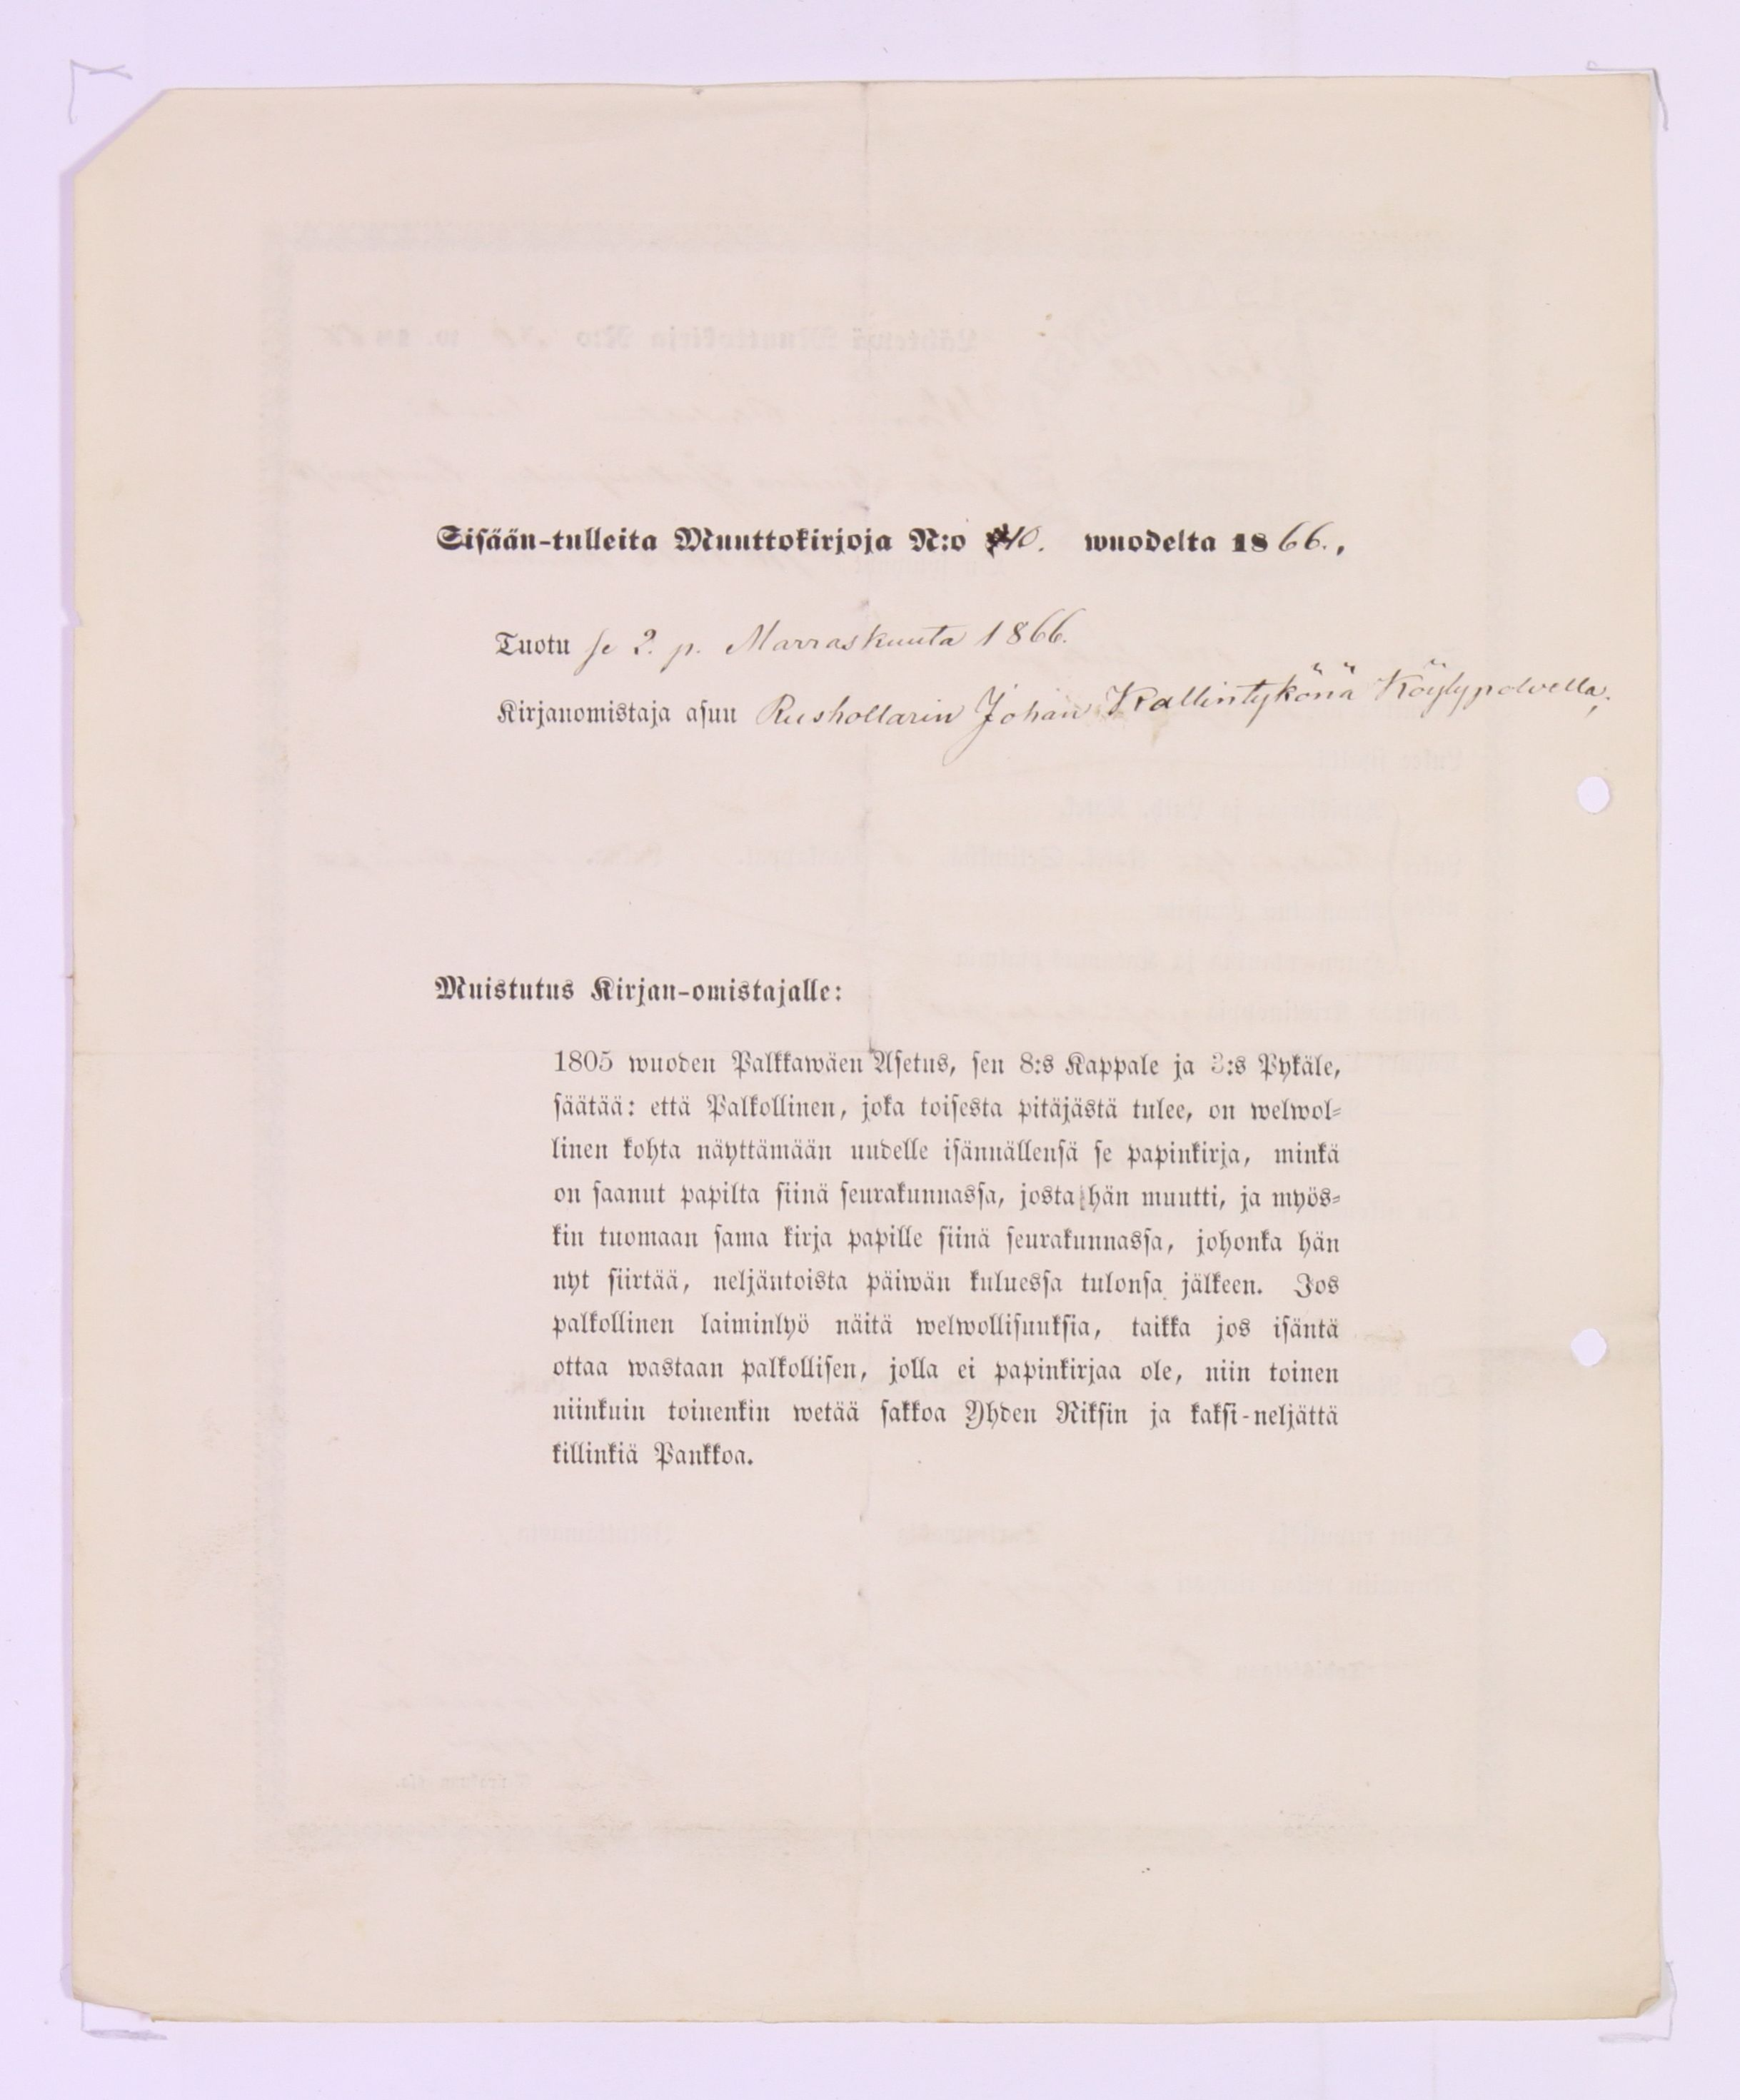 Sisään-tulleita Muuttokirjoja N:o 10. wuodelta 1866.,
Tuotu se 2. p. Marraskuuta 1866.
Kirjanomistaja asuu Rushollarin Johan Kallintykönä Köylypolvella;
Muistutus Kirjan-omistajalle:
1805 wuoden Palkkawäen Asetus, sen 8:s Kappale ja 3:s Pykäle,
säätää: että Palkollinen, joka toisesta pitäjästä tulee, on welwol-
linen kohta näyttämään uudelle isännällensä se papinkirja, minkä
on saanut papilta siinä seurakunnassa, josta hän muutti, ja myös-
kin tuomaan sama kirja papille siinä seurakunnassa, johonka hän
nyt siirtää, neljäntoista päiwän kuluessa tulonsa jälkeen. Jos
palkollinen laiminlyö näitä welwollisuuksia, taikka jos isäntä
ottaa wastaan palkollisen, jolla ei papinkirjaa ole, niin toinen
niinkuin toinenkin wetää sakkoa Yhden Riksin ja kaksi-neljättä
killinkiä Pankkoa.